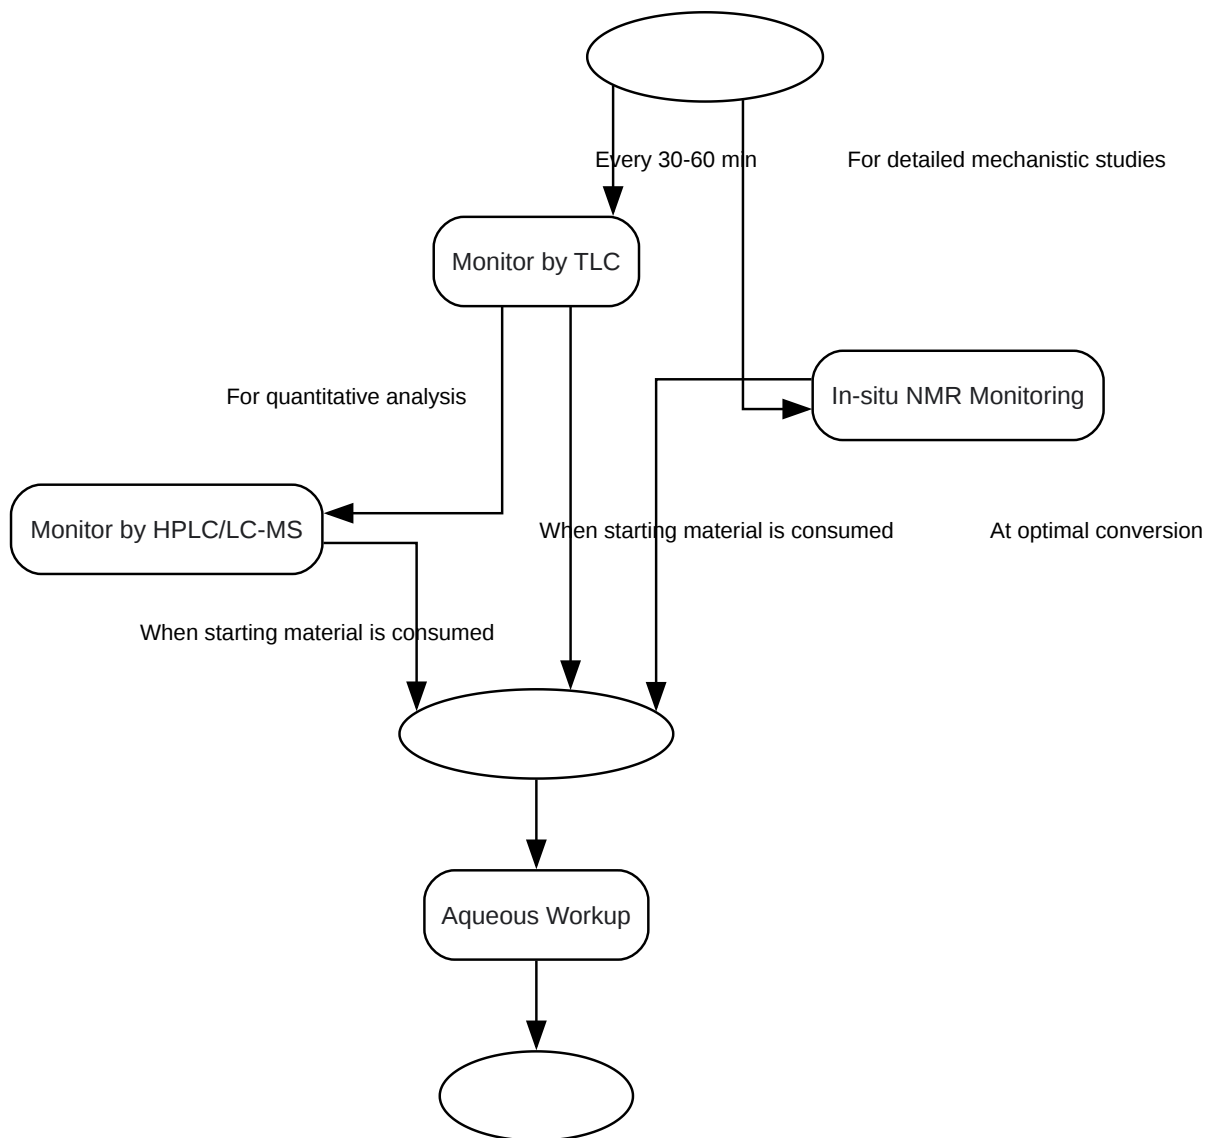 Every 30-60 min
For detailed mechanistic studies
Monitor by TLC
For quantitative analysis
In-situ NMR Monitoring
Monitor by HPLC/LC-MS
When starting material is consumed
At optimal conversion
When starting material is consumed
Aqueous Workup